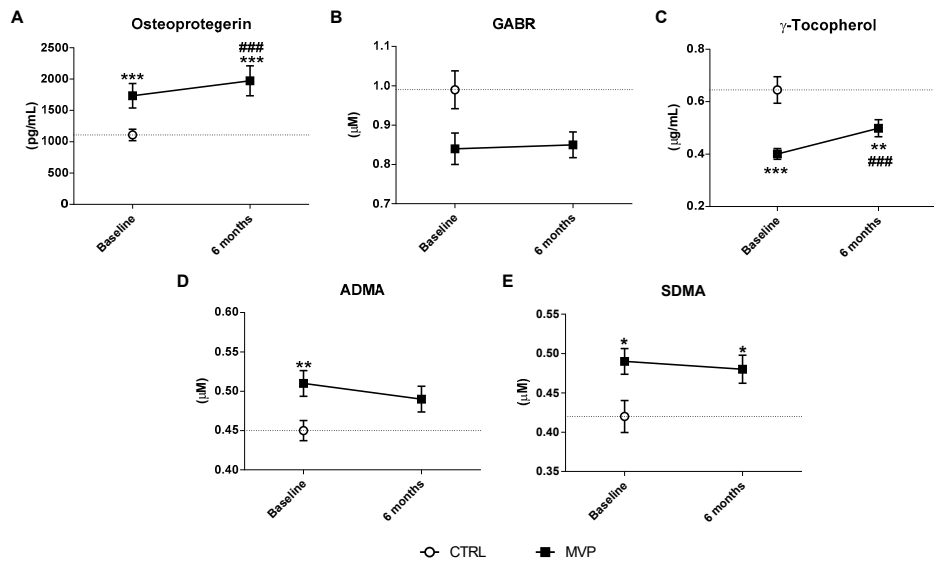 A
Osteoprotegerin
(pg/mL)
2500
2000
1500
1000
500
0
***
###
***
Baseline
6 months
B
GABR
(μM)
1.1
1.0
0.9
0.8
0.7
Baseline
6 months
C
γ-Tocopherol
(μg/mL)
0.8
0.6
0.4
0.2
***
**
###
Baseline
6 months
D
ADMA
(μM)
0.60
0.55
0.50
0.45
0.40
**
Baseline
6 months
E
SDMA
(μM)
0.55
0.50
0.45
0.40
0.35
*
*
Baseline
6 months
CTRL
MVP